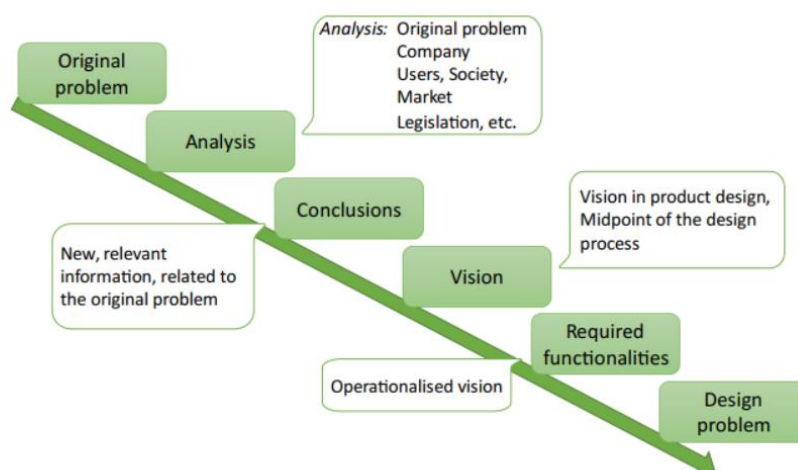 Original
problem
Analysis: Original problem
Company
Users, Society,
Market
Legislation, etc.
Analysis
Conclusions
Vision in product design,
Midpoint of the design
process
New, relevant
information, related to
the original problem
Vision
Required
functionalities
Operationalised vision
Design
problem